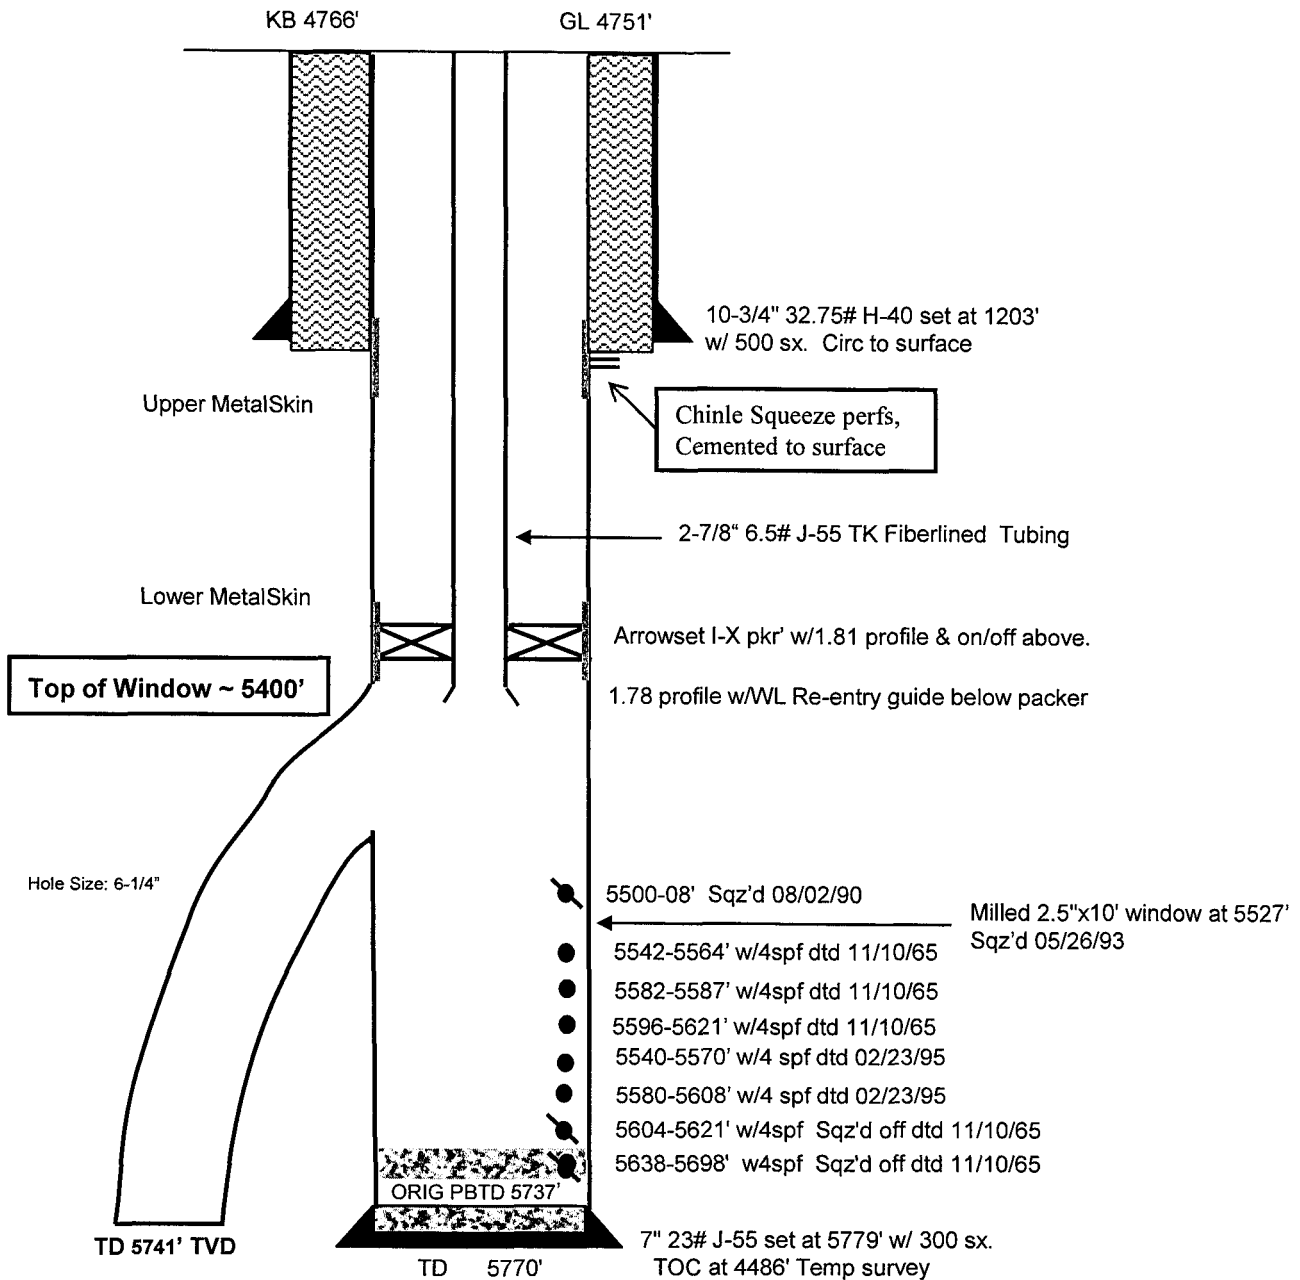 KB 4766' GL 4751'
10-3/4" 32.75# H-40 set at 1203'
w/ 500 sx. Circ to surface
Upper MetalSkin
Chinle Squeeze perfs,
Cemented to surface
2-7/8" 6.5# J-55 TK Fiberlined Tubing
Lower MetalSkin
Arrowset I-X pkr' w/1.81 profile & on/off above.
Top of Window ~ 5400'
1.78 profile w/WL Re-entry guide below packer
Hole Size: 6-1/4"
5500-08' Sqz'd 08/02/90
Milled 2.5"x10' window at 5527'
Sqz'd 05/26/93
5542-5564' w/4spf dtd 11/10/65
5582-5587' w/4spf dtd 11/10/65
5596-5621' w/4spf dtd 11/10/65
5540-5570' w/4 spf dtd 02/23/95
5580-5608' w/4 spf dtd 02/23/95
5604-5621' w/4spf Sqz'd off dtd 11/10/65
5638-5698' w4spf Sqz'd off dtd 11/10/65
ORIG PBTD 5737'
TD 5741' TVD
7" 23# J-55 set at 5779' w/ 300 sx.
TOC at 4486' Temp survey
TD 5770'